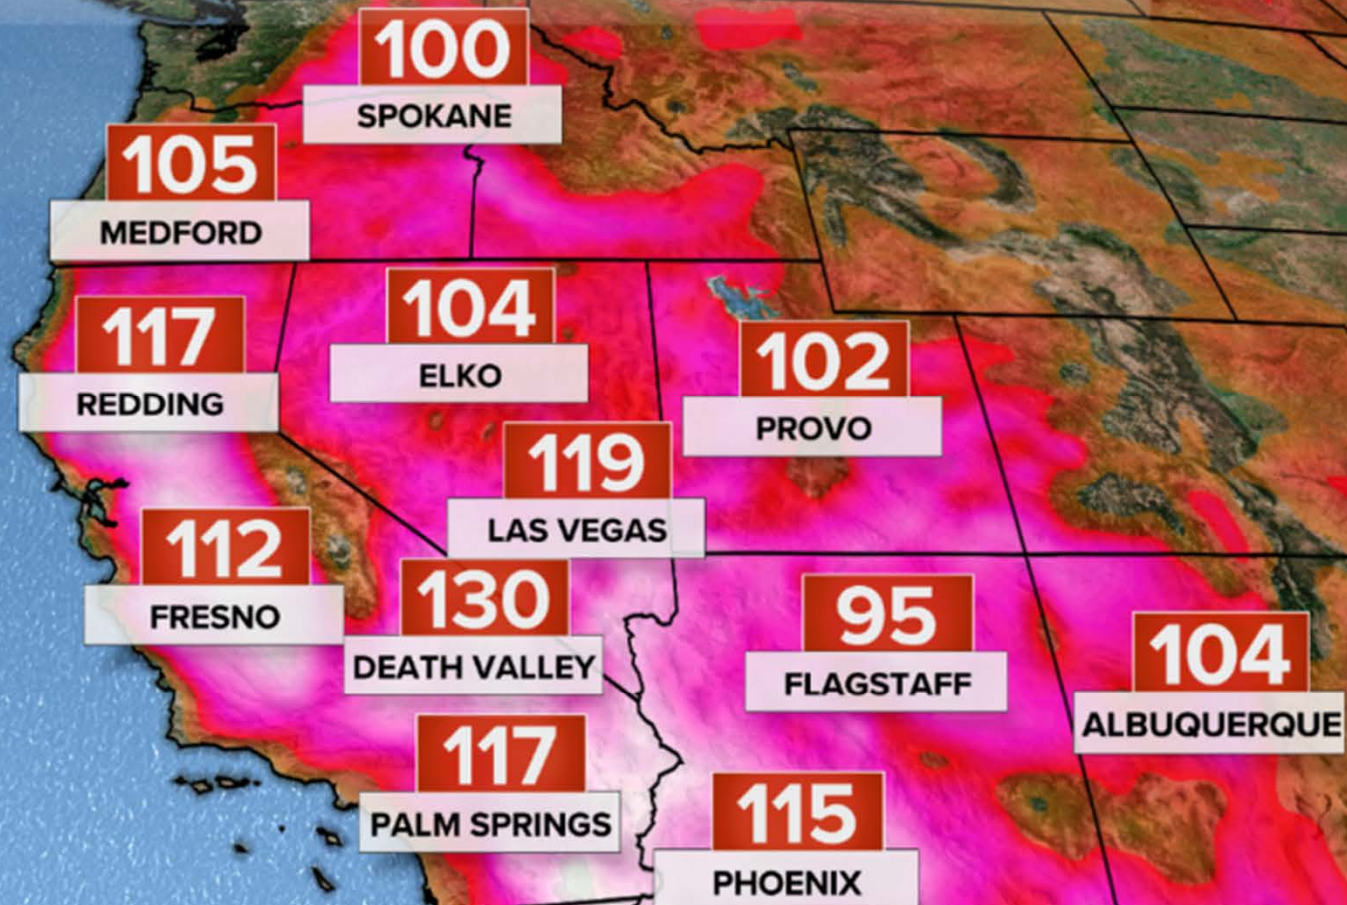 100
SPOKANE
105
MEDFORD
117
REDDING
104
ELKO
102
PROVO
119
LAS VEGAS
112
FRESNO
130
DEATH VALLEY
95
FLAGSTAFF
104
ALBUQUERQUE
117
PALM SPRINGS
115
PHOENIX